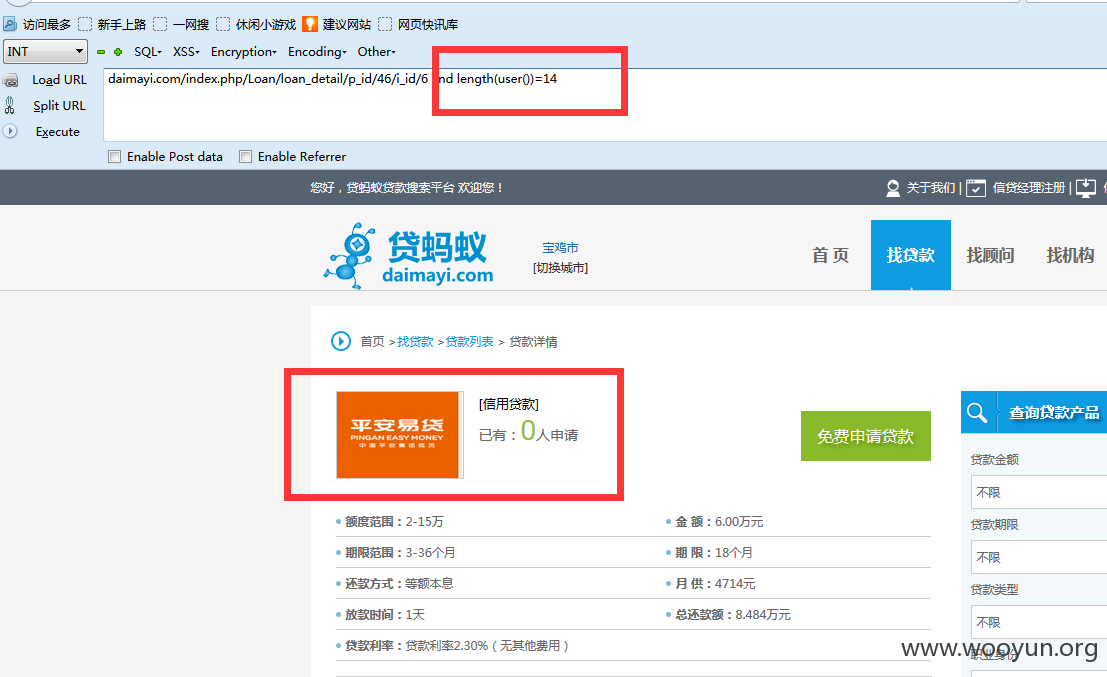 访问最多 新手上路 一网搜 休闲小游戏 建议网站 网页快讯库
INT SQL▾ XSS▾ Encryption▾ Encoding▾ Other▾
Load URL
daimayi.com/index.php/Loan/loan_detail/p_id/46/i_id/6 nd length(user())=14
Split URL
Execute
Enable Post data Enable Referrer
您好，贷蚂蚁贷款搜索平台 欢迎您！
关于我们 | 信贷经理注册 |
贷蚂蚁
daimayi.com
宝鸡市
[切换城市]
首 页 找贷款 找顾问 找机构
首页 >找贷款 >贷款列表 > 贷款详情
平安易贷
PINGAN EASY MONEY
中国平安集团成员
[信用贷款]
已有：0人申请
免费申请贷款
查询贷款产品
额度范围：2-15万
金 额：6.00万元
期限范围：3-36个月
期 限：18个月
还款方式：等额本息
月 供：4714元
放款时间：1天
总还款额：8.484万元
贷款利率：贷款利率2.30%（无其他费用）
贷款金额
不限
贷款期限
不限
贷款类型
不限
职业身份
www.wooyun.org